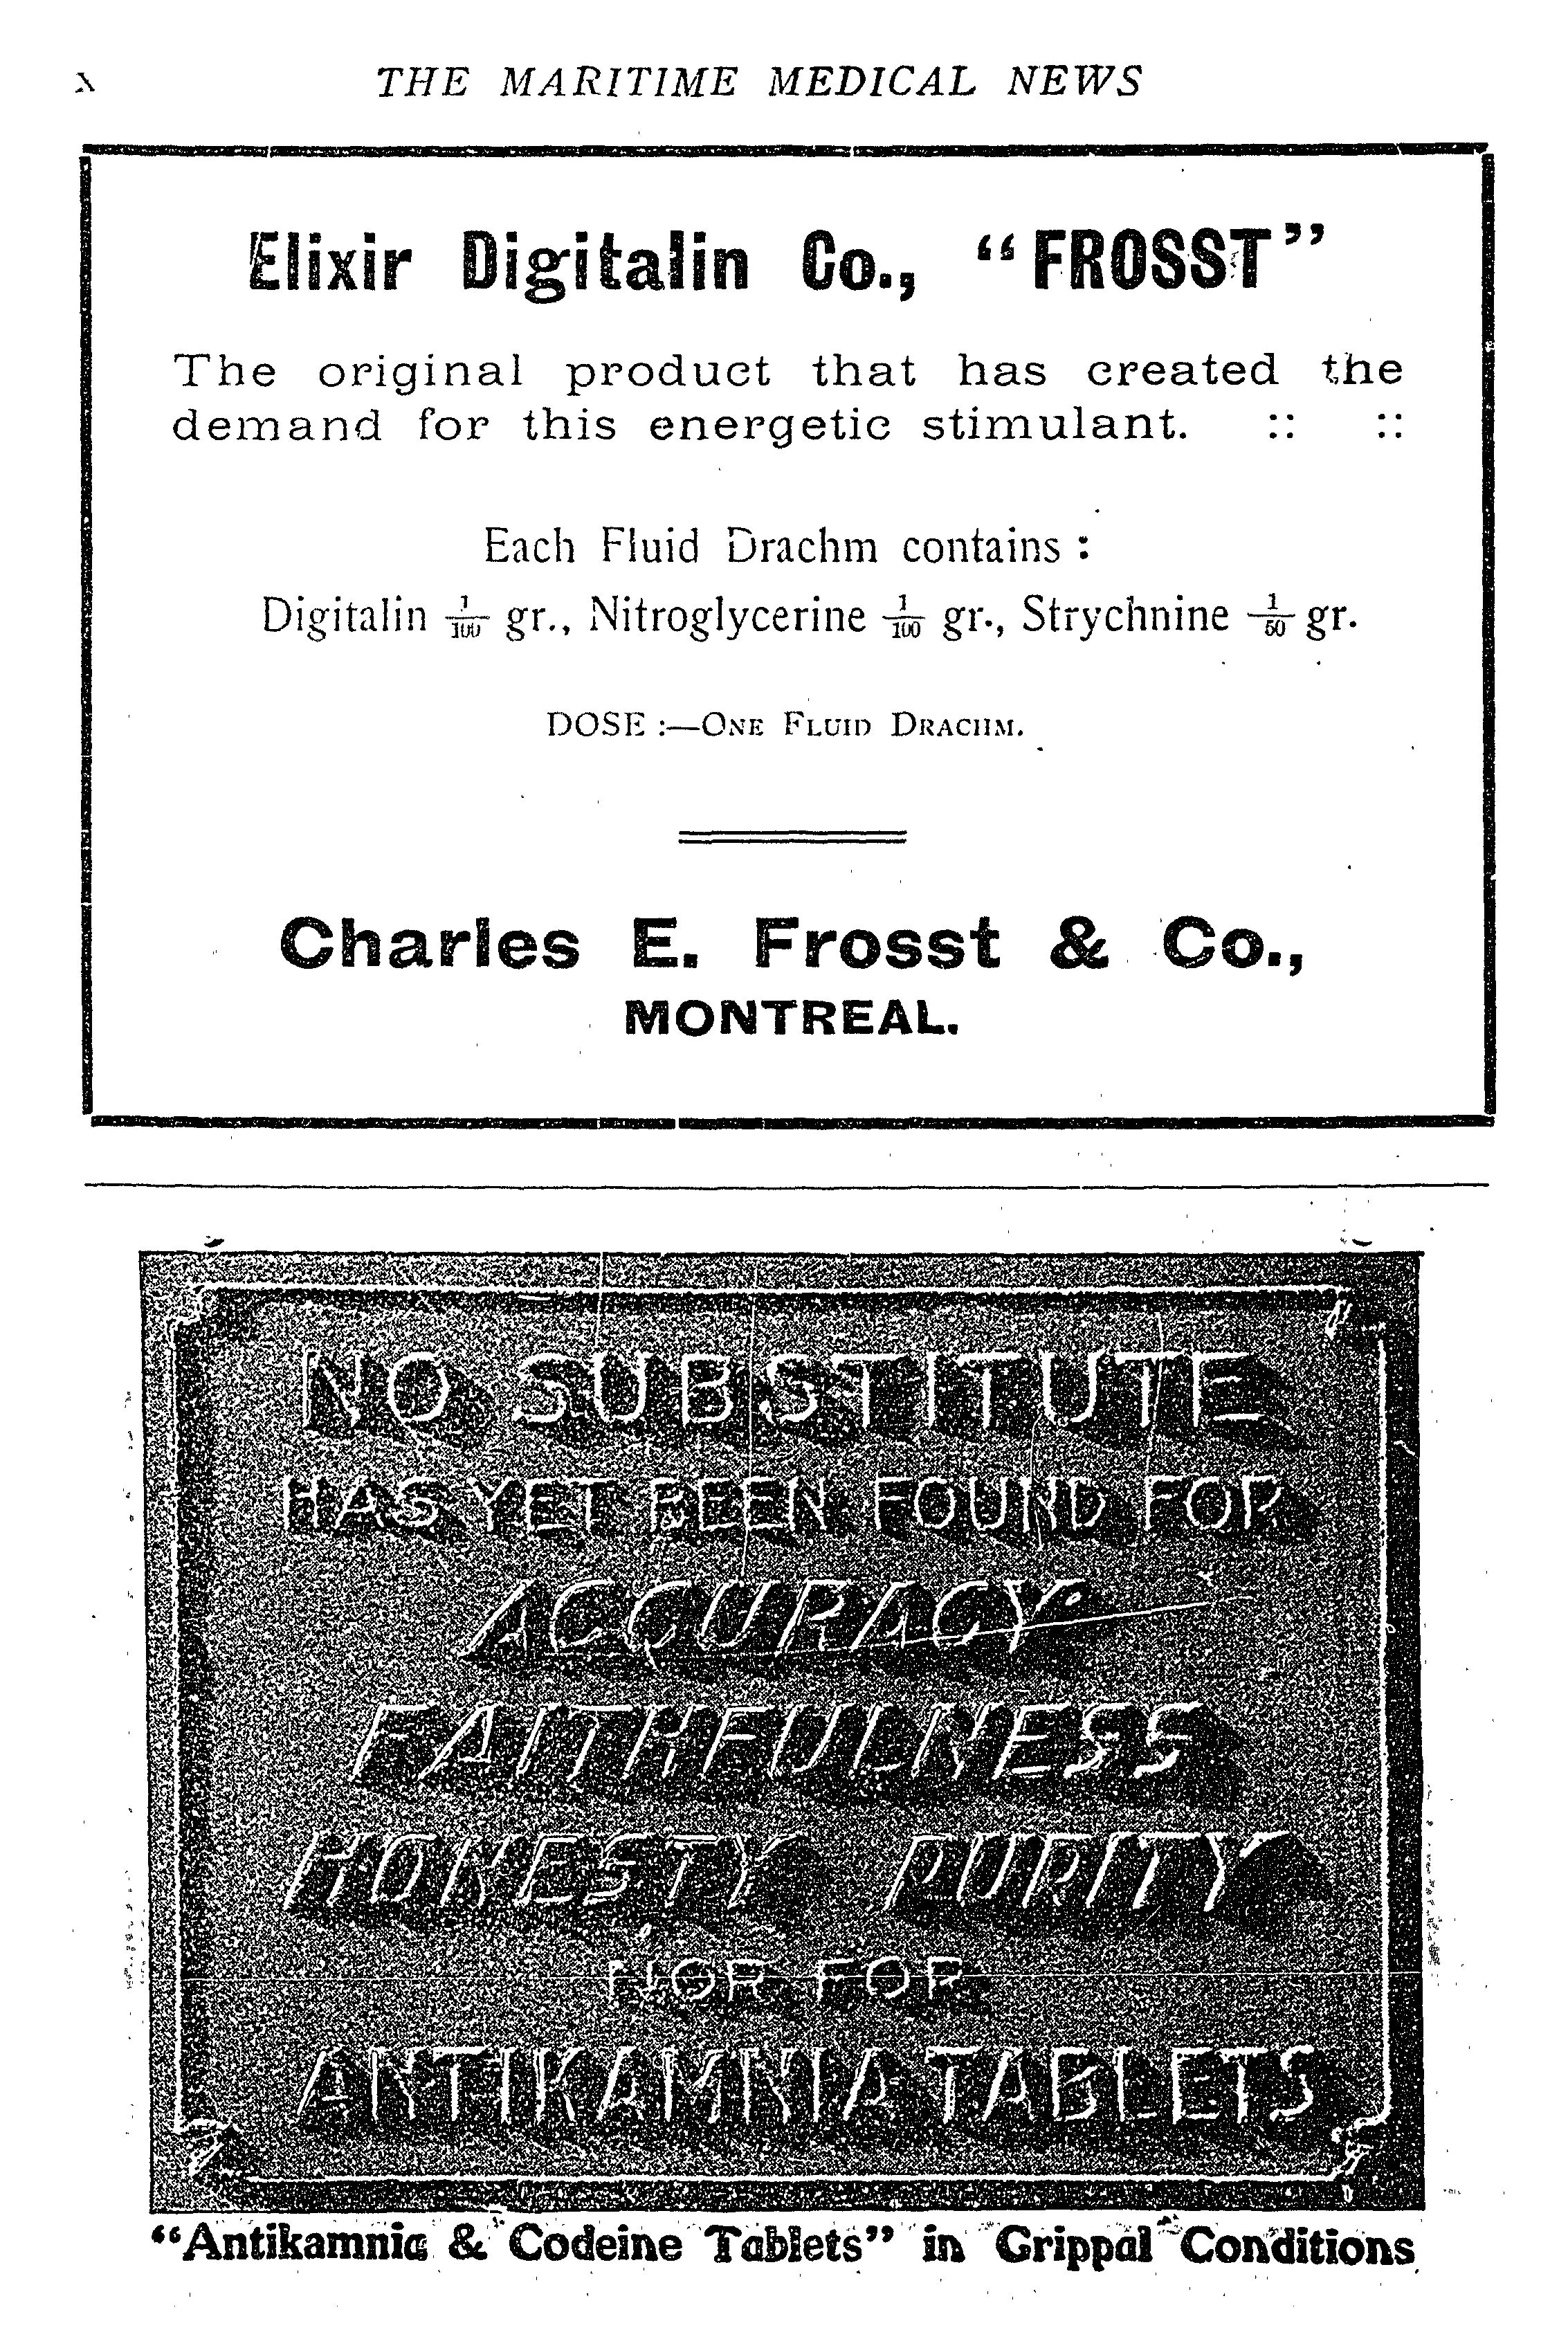 x THE MARITIME MEDICAL NEWS
Elixir Digitalin Co., “FROSST”
The original product that has created the
demand for this energetic stimulant. :: ::
Each Fluid Drachm contains :
Digitalin 1/100 gr., Nitroglycerine 1/100 gr., Strychnine 1/50 gr.
DOSE :—ONE FLUID DRACHM.
Charles E. Frosst & Co.,
MONTREAL.
NO SUBSTITUTE
HAS YET BEEN FOUND FOR
ACCURACY
FAITHFULNESS
HONESTY PURITY
NOR FOR
ANTIKAMNIA TABLETS
“Antikamnia & Codeine Tablets” in Grippal Conditions